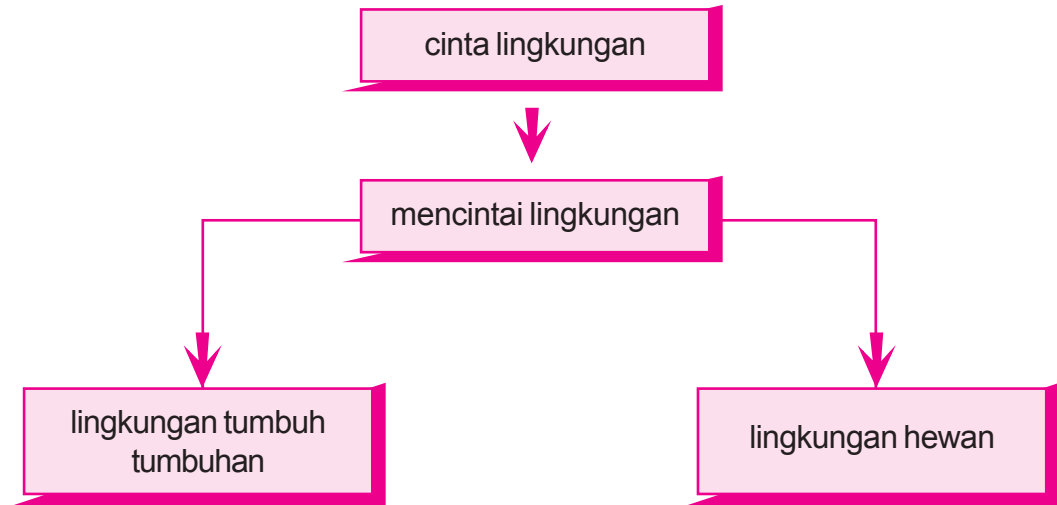 cinta lingkungan
mencintai lingkungan
lingkungan tumbuh
tumbuhan
lingkungan hewan